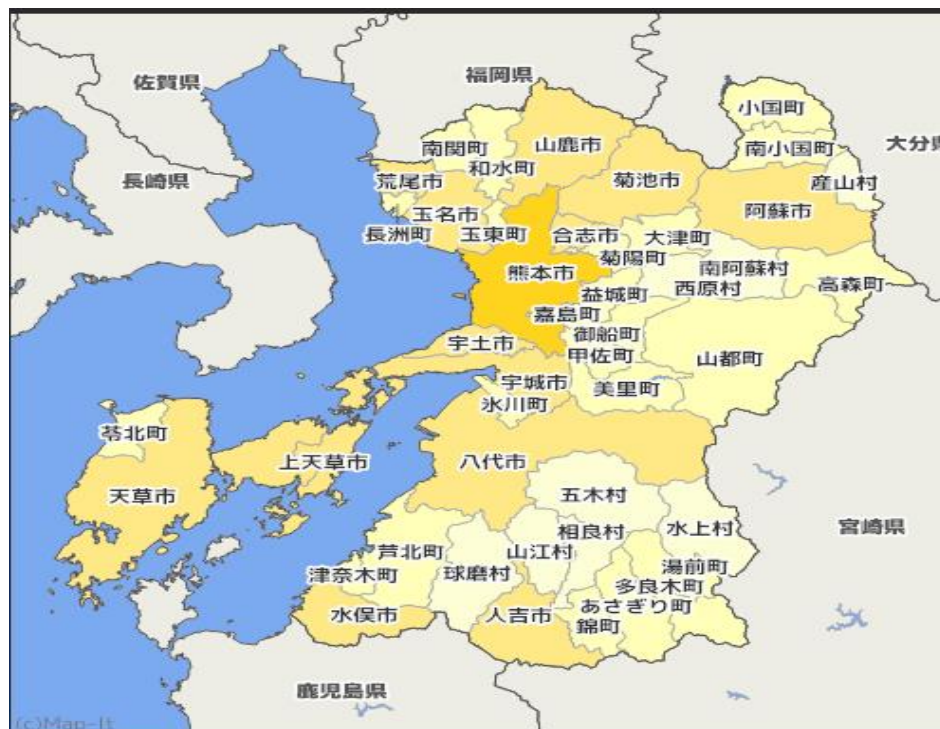 佐賀県
福岡県
小国町
大分県
南関町
山鹿市
南小国町
和水町
長崎県
荒尾市
菊池市
産山村
玉名市
阿蘇市
長洲町
玉東町
合志市
大津町
菊陽町
熊本市
南阿蘇村
西原村
高森町
益城町
嘉島町
御船町
宇土市
甲佐町
山都町
宇城市
美里町
氷川町
苓北町
上天草市
八代市
天草市
五木村
水上村
宮崎県
相良村
芦北町
山江村
津奈木町
球磨村
湯前町
多良木町
水俣市
人吉市
あさぎり町
錦町
鹿児島県
(c)Map-It